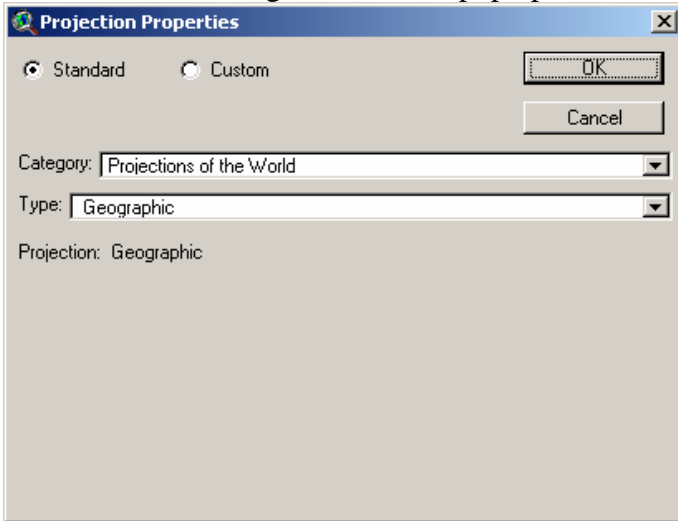 Projection Properties
Standard Custom OK
Cancel
Category: Projections of the World
Type: Geographic
Projection: Geographic